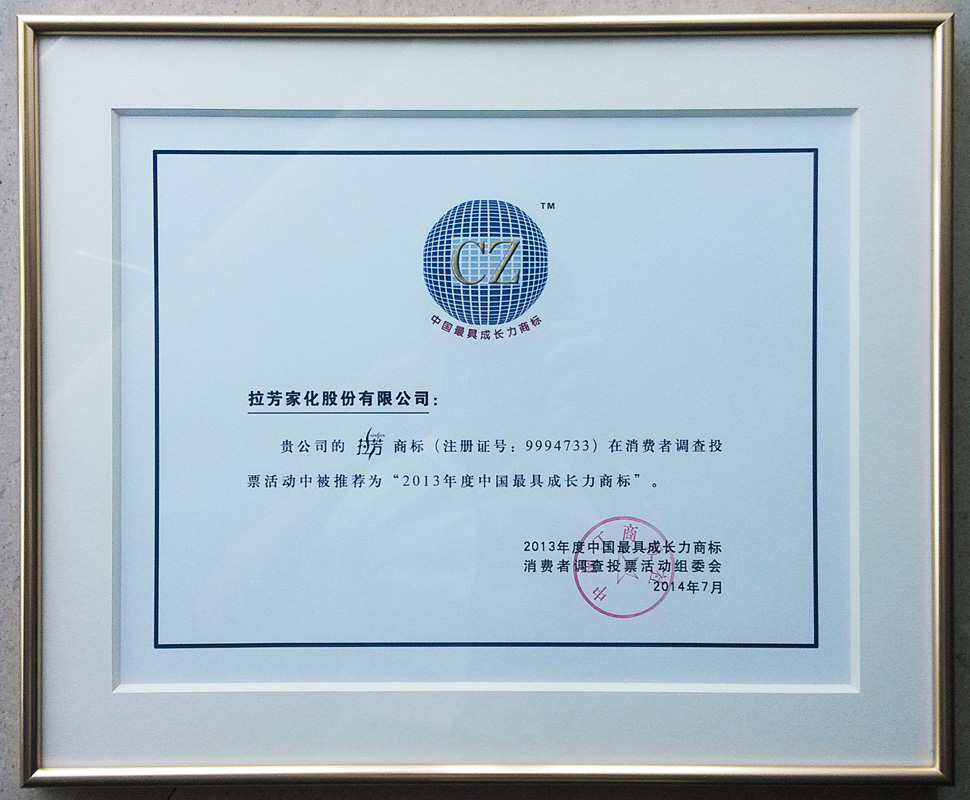 CZ
TM
中国最具成长力商标
拉芳家化股份有限公司：
贵公司的 拉芳 商标（注册证号：9994733）在消费者调查投
票活动中被推荐为“2013年度中国最具成长力商标”。
2013年度中国最具成长力商标
消费者调查投票活动组委会
2014年7月